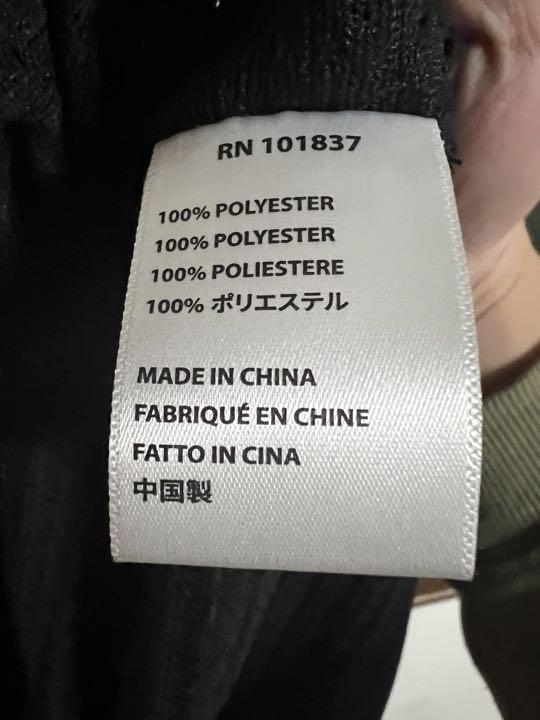 RN 101837
100% POLYESTER
100% POLYESTER
100% POLIESTERE
100% ポリエステル
MADE IN CHINA
FABRIQUÉ EN CHINE
FATTO IN CINA
中国製